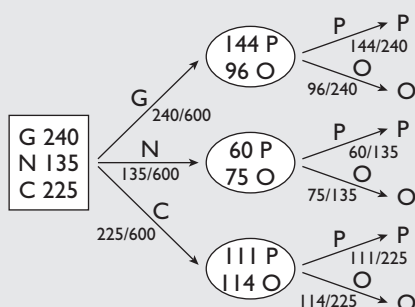 G 240
N 135
C 225
G
240/600
N
135/600
C
225/600
144 P
96 O
60 P
75 O
111 P
114 O
P
144/240
P
O
96/240
O
P
60/135
P
O
75/135
O
P
111/225
P
O
114/225
O